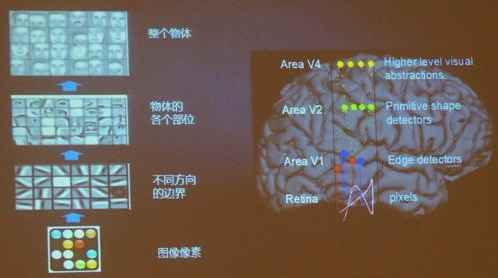 整个物体
物体的
各个部位
不同方向
的边界
图像像素
Area V4
Higher level visual
abstractions
Area V2
Primitive shape
detectors
Area V1
Edge detectors
Retina
pixels